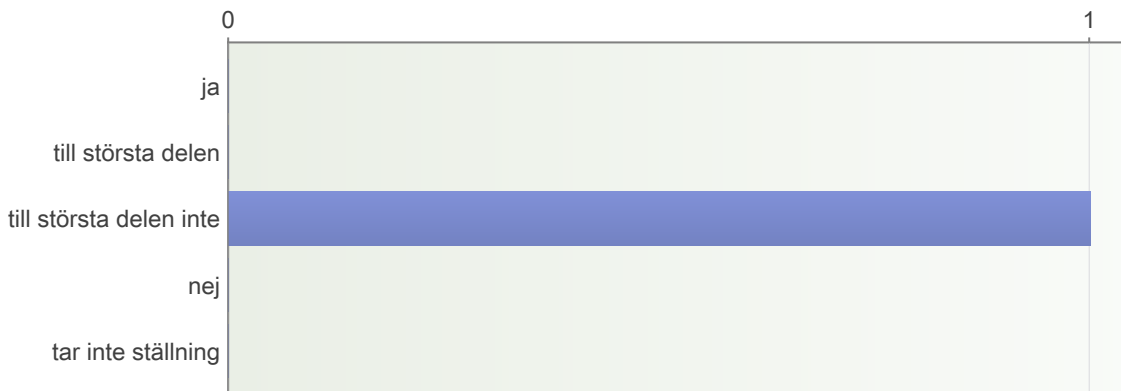 0 1
ja
till största delen
till största delen inte
nej
tar inte ställning